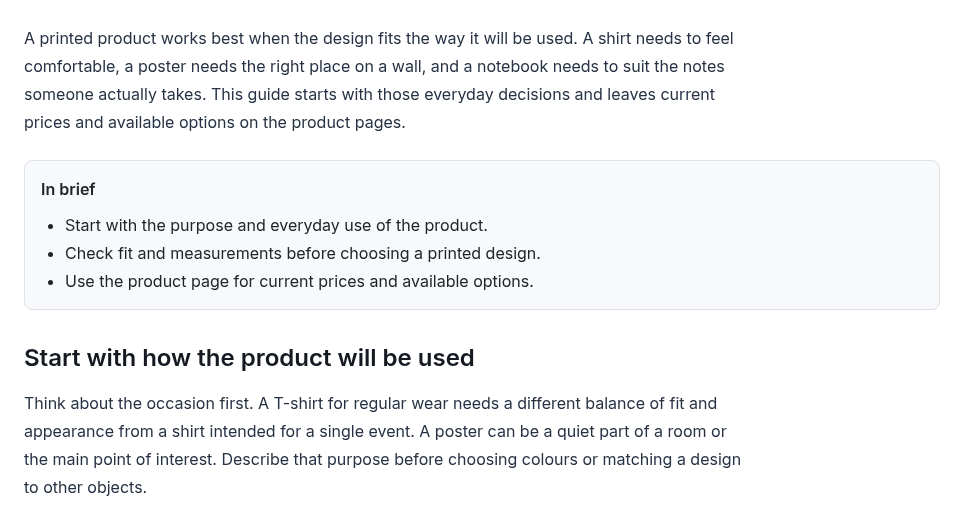 A printed product works best when the design fits the way it will be used. A shirt needs to feel
comfortable, a poster needs the right place on a wall, and a notebook needs to suit the notes
someone actually takes. This guide starts with those everyday decisions and leaves current
prices and available options on the product pages.
In brief
• Start with the purpose and everyday use of the product.
• Check fit and measurements before choosing a printed design.
• Use the product page for current prices and available options.
Start with how the product will be used
Think about the occasion first. A T-shirt for regular wear needs a different balance of fit and
appearance from a shirt intended for a single event. A poster can be a quiet part of a room or
the main point of interest. Describe that purpose before choosing colours or matching a design
to other objects.